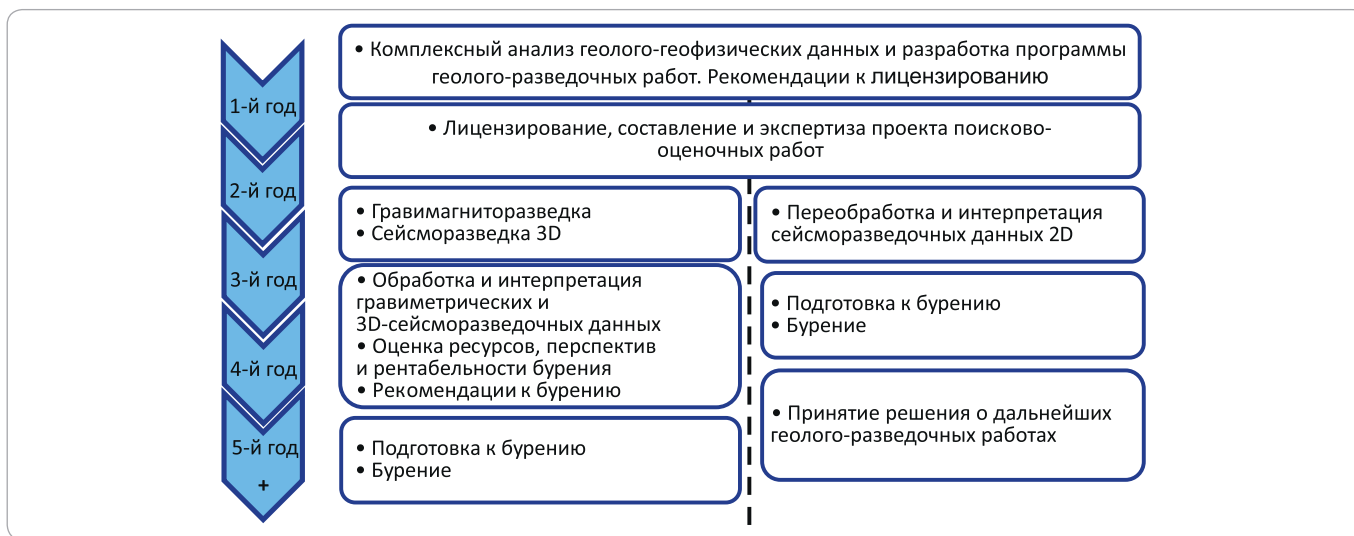 • Комплексный анализ геолого-геофизических данных и разработка программы
геолого-разведочных работ. Рекомендации к лицензированию
1-й год
• Лицензирование, составление и экспертиза проекта поисково-
оценочных работ
2-й год
• Гравимагниторазведка
• Сейсморазведка 3D
• Переобработка и интерпретация
сейсморазведочных данных 2D
3-й год
• Обработка и интерпретация
гравиметрических и
3D-сейсморазведочных данных
• Оценка ресурсов, перспектив
и рентабельности бурения
• Рекомендации к бурению
• Подготовка к бурению
• Бурение
4-й год
• Принятие решения о дальнейших
геолого-разведочных работах
5-й год
+
• Подготовка к бурению
• Бурение